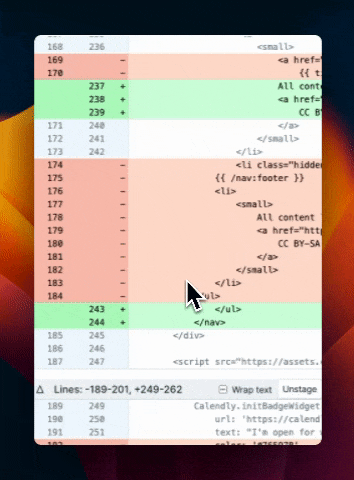 168 236 <small>
169 - <a href="
170 - {{ t
237 + All cont
238 + <a href="
239 + CC BY
171 240 </a>
172 241 </small>
173 242 </li>
174 - <li class="hidden
175 - {{ /nav:footer }}
176 - <li>
177 - <small>
178 - All content
179 - <a href="http
180 - CC BY-SA
181 - </a>
182 - </small>
183 - </li>
184 - ul>
243 + </ul>
244 + </nav>
185 245 </div>
186 246
187 247 <script src="https://assets.
Lines: -189-201, +249-262 Wrap text Unstage
189 249 Calendly.initBadgeWidget
190 250 url: 'https://calend
191 251 text: "I'm open for